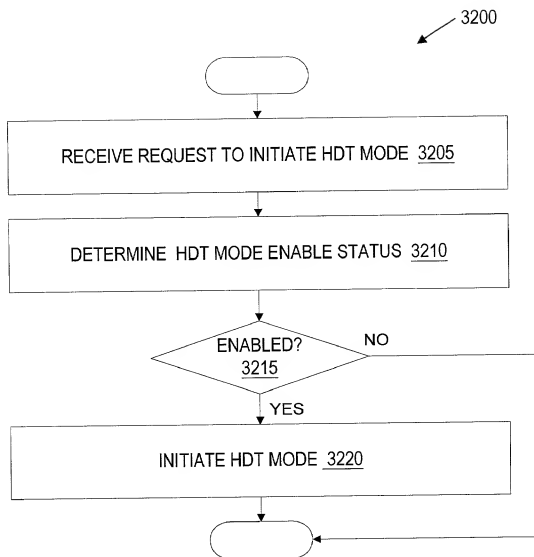 3200
RECEIVE REQUEST TO INITIATE HDT MODE 3205
DETERMINE HDT MODE ENABLE STATUS 3210
ENABLED?
3215
NO
YES
INITIATE HDT MODE 3220